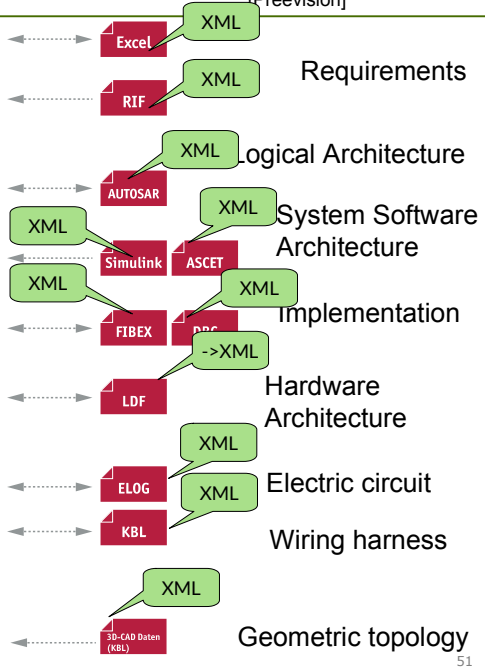 [Preevision]
XML
Excel
Requirements
XML
RIF
XML
Logical Architecture
AUTOSAR
XML
System Software
Architecture
XML
Simulink
ASCET
XML
XML
Implementation
FIBEX
DBC
->XML
LDF
Hardware
Architecture
XML
ELOG
Electric circuit
XML
KBL
Wiring harness
XML
3D-CAD Daten
(KBL)
Geometric topology
51